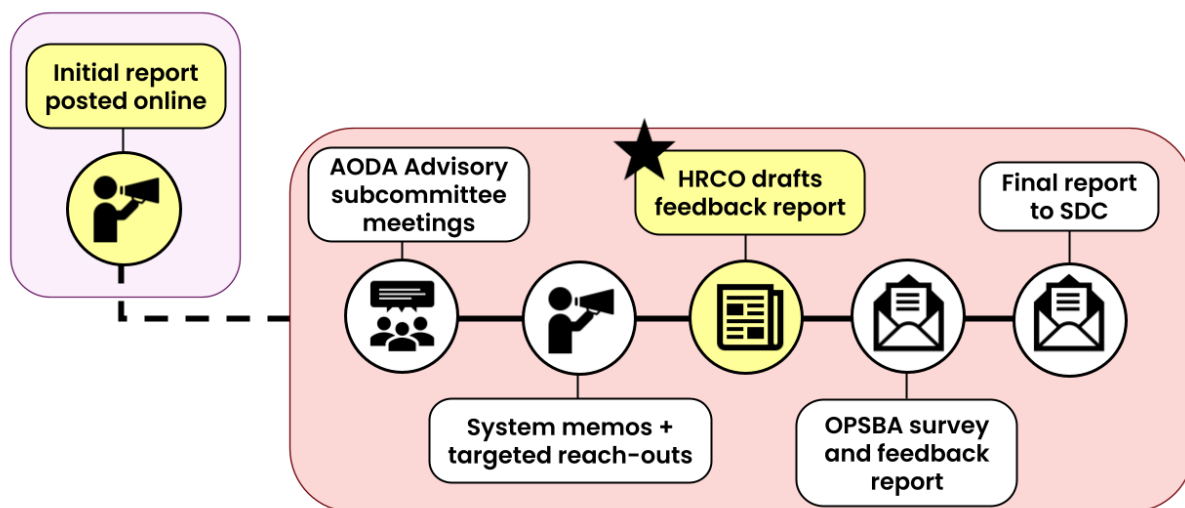 Initial report
posted online
AODA Advisory
subcommittee
meetings
System memos +
targeted reach-outs
HRCO drafts
feedback report
OPSBA survey
and feedback
report
Final report
to SDC